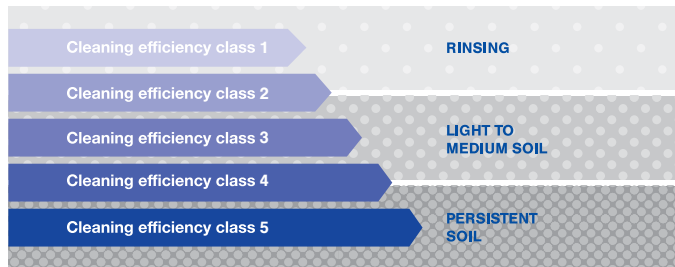 Cleaning efficiency class 1
RINSING
Cleaning efficiency class 2
Cleaning efficiency class 3
LIGHT TO
MEDIUM SOIL
Cleaning efficiency class 4
Cleaning efficiency class 5
PERSISTENT
SOIL